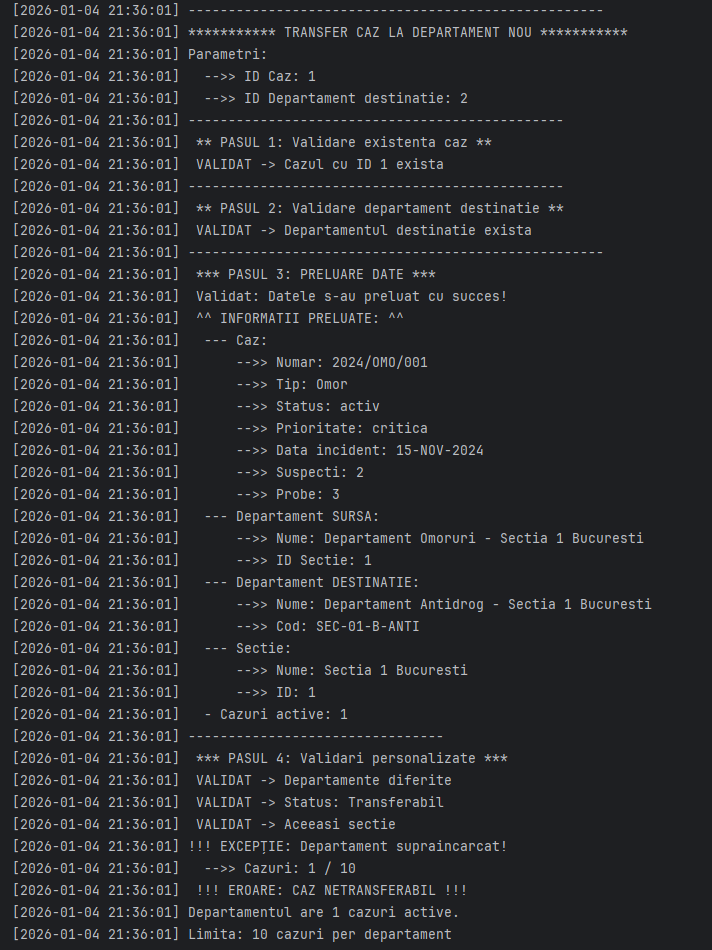 [2026-01-04 21:36:01] ----------------------------------------------------
[2026-01-04 21:36:01] *********** TRANSFER CAZ LA DEPARTAMENT NOU ***********
[2026-01-04 21:36:01] Parametri:
[2026-01-04 21:36:01]   -->> ID Caz: 1
[2026-01-04 21:36:01]   -->> ID Departament destinatie: 2
[2026-01-04 21:36:01] -----------------------------------------------
[2026-01-04 21:36:01]  ** PASUL 1: Validare existenta caz **
[2026-01-04 21:36:01]  VALIDAT -> Cazul cu ID 1 exista
[2026-01-04 21:36:01] -----------------------------------------------
[2026-01-04 21:36:01]  ** PASUL 2: Validare departament destinatie **
[2026-01-04 21:36:01]  VALIDAT -> Departamentul destinatie exista
[2026-01-04 21:36:01] ----------------------------------------------------
[2026-01-04 21:36:01]  *** PASUL 3: PRELUARE DATE ***
[2026-01-04 21:36:01]  Validat: Datele s-au preluat cu succes!
[2026-01-04 21:36:01]  ^^ INFORMATII PRELUATE: ^^
[2026-01-04 21:36:01]   --- Caz:
[2026-01-04 21:36:01]       -->> Numar: 2024/OMO/001
[2026-01-04 21:36:01]       -->> Tip: Omor
[2026-01-04 21:36:01]       -->> Status: activ
[2026-01-04 21:36:01]       -->> Prioritate: critica
[2026-01-04 21:36:01]       -->> Data incident: 15-NOV-2024
[2026-01-04 21:36:01]       -->> Suspecti: 2
[2026-01-04 21:36:01]       -->> Probe: 3
[2026-01-04 21:36:01]   --- Departament SURSA:
[2026-01-04 21:36:01]       -->> Nume: Departament Omoruri - Sectia 1 Bucuresti
[2026-01-04 21:36:01]       -->> ID Sectie: 1
[2026-01-04 21:36:01]   --- Departament DESTINATIE:
[2026-01-04 21:36:01]       -->> Nume: Departament Antidrog - Sectia 1 Bucuresti
[2026-01-04 21:36:01]       -->> Cod: SEC-01-B-ANTI
[2026-01-04 21:36:01]   --- Sectie:
[2026-01-04 21:36:01]       -->> Nume: Sectia 1 Bucuresti
[2026-01-04 21:36:01]       -->> ID: 1
[2026-01-04 21:36:01]   - Cazuri active: 1
[2026-01-04 21:36:01] --------------------------------
[2026-01-04 21:36:01]  *** PASUL 4: Validari personalizate ***
[2026-01-04 21:36:01]  VALIDAT -> Departamente diferite
[2026-01-04 21:36:01]  VALIDAT -> Status: Transferabil
[2026-01-04 21:36:01]  VALIDAT -> Aceeasi sectie
[2026-01-04 21:36:01] !!! EXCEPȚIE: Departament supraincarcat!
[2026-01-04 21:36:01]   -->> Cazuri: 1 / 10
[2026-01-04 21:36:01]  !!! EROARE: CAZ NETRANSFERABIL !!!
[2026-01-04 21:36:01] Departamentul are 1 cazuri active.
[2026-01-04 21:36:01] Limita: 10 cazuri per departament